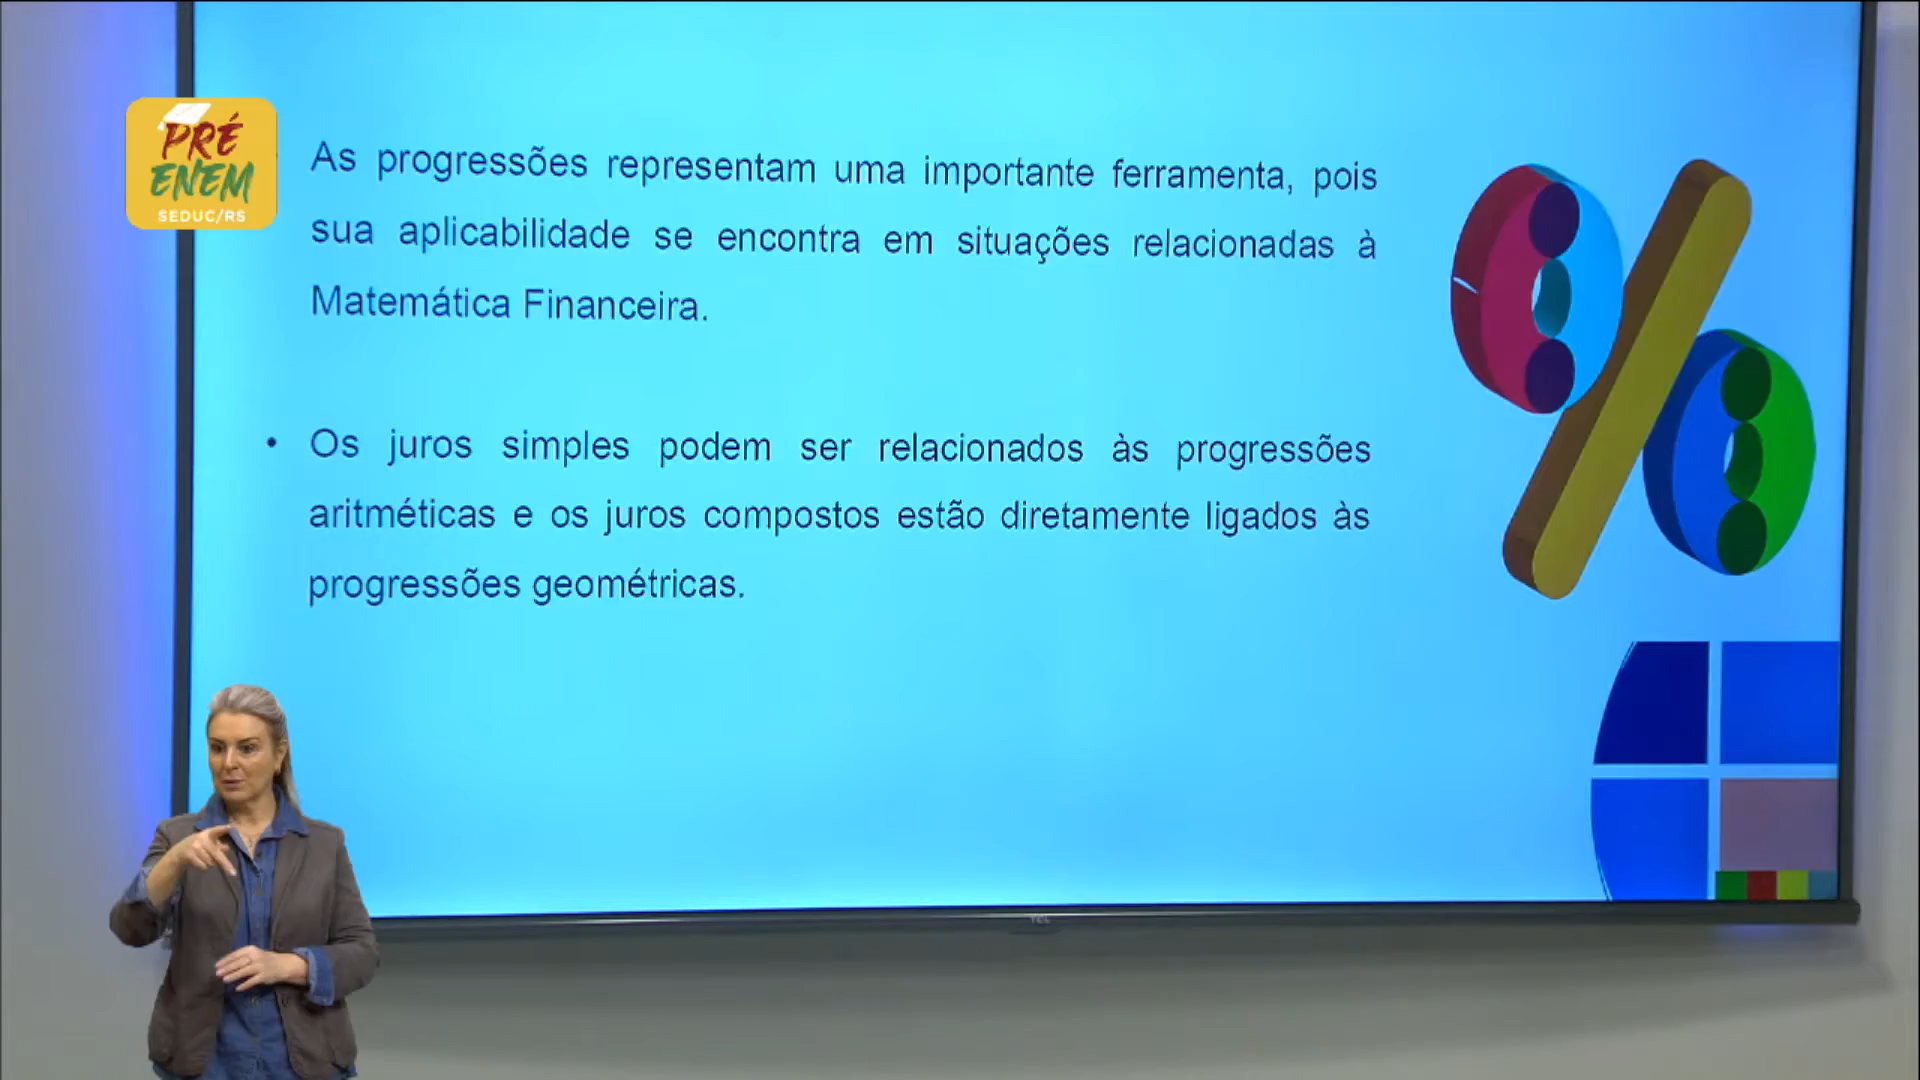 PRÉ
ENEM
SEDUC/RS
As progressões representam uma importante ferramenta, pois
sua aplicabilidade se encontra em situações relacionadas à
Matemática Financeira.
• Os juros simples podem ser relacionados às progressões
aritméticas e os juros compostos estão diretamente ligados às
progressões geométricas.
TCL